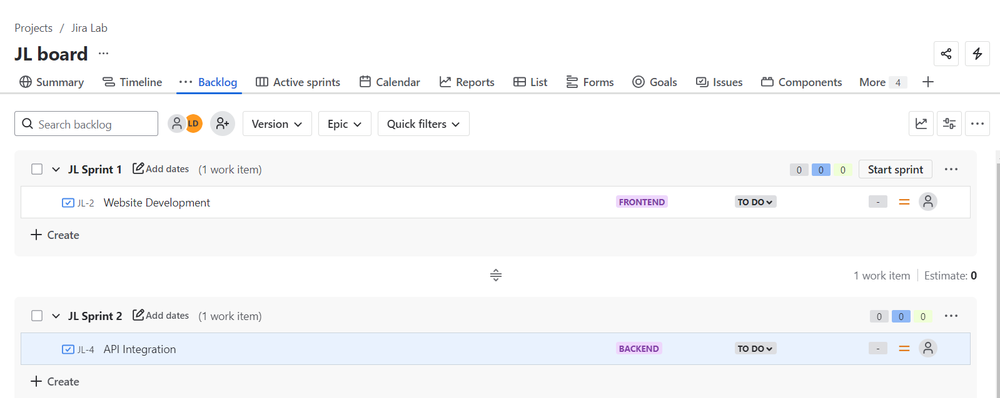 Projects / Jira Lab
JL board ...
Summary Timeline ... Backlog Active sprints Calendar Reports List Forms Goals Issues Components More 4 +
Search backlog LD Version Epic Quick filters ...
JL Sprint 1 Add dates (1 work item) 0 0 0 Start sprint ...
JL-2 Website Development FRONTEND TO DO - =
+ Create
1 work item Estimate: 0
JL Sprint 2 Add dates (1 work item) 0 0 0 ...
JL-4 API Integration BACKEND TO DO - =
+ Create